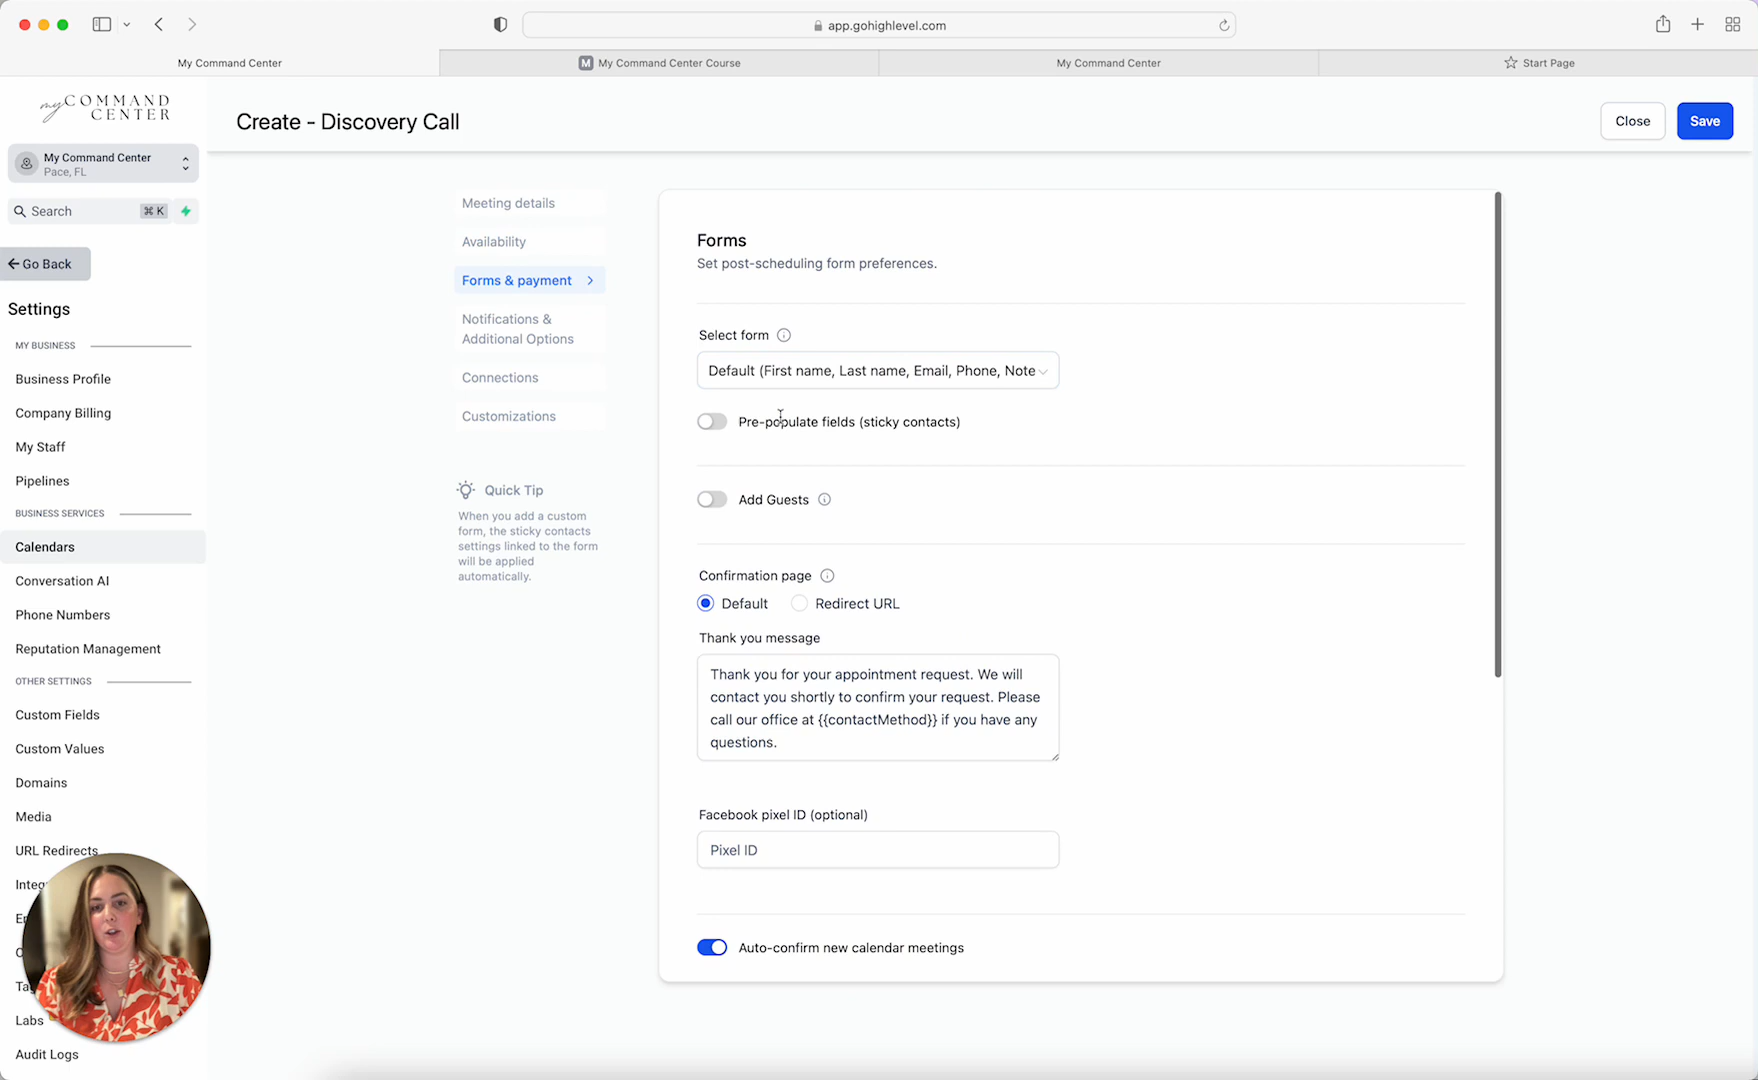 app.gohighlevel.com
My Command Center
M My Command Center Course
My Command Center
Start Page
my COMMAND
CENTER
My Command Center
Pace, FL
Search
⌘ K
Go Back
Settings
MY BUSINESS
Business Profile
Company Billing
My Staff
Pipelines
BUSINESS SERVICES
Calendars
Conversation AI
Phone Numbers
Reputation Management
OTHER SETTINGS
Custom Fields
Custom Values
Domains
Media
URL Redirects
Labs
Audit Logs
Create - Discovery Call
Close
Save
Meeting details
Availability
Forms & payment
Notifications &
Additional Options
Connections
Customizations
Quick Tip
When you add a custom
form, the sticky contacts
settings linked to the form
will be applied
automatically.
Forms
Set post-scheduling form preferences.
Select form
Default (First name, Last name, Email, Phone, Note
Pre-populate fields (sticky contacts)
Add Guests
Confirmation page
Default
Redirect URL
Thank you message
Thank you for your appointment request. We will
contact you shortly to confirm your request. Please
call our office at {{contactMethod}} if you have any
questions.
Facebook pixel ID (optional)
Pixel ID
Auto-confirm new calendar meetings